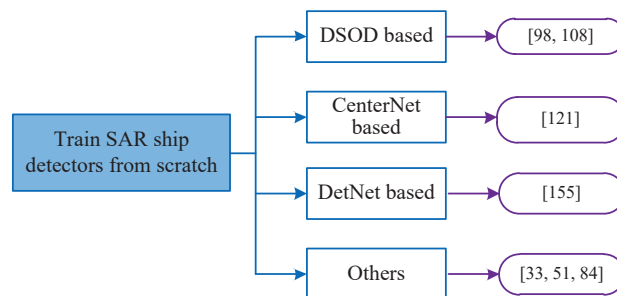 DSOD based
[98, 108]
Train SAR ship
detectors from scratch
CenterNet
based
[121]
DetNet based
[155]
Others
[33, 51, 84]